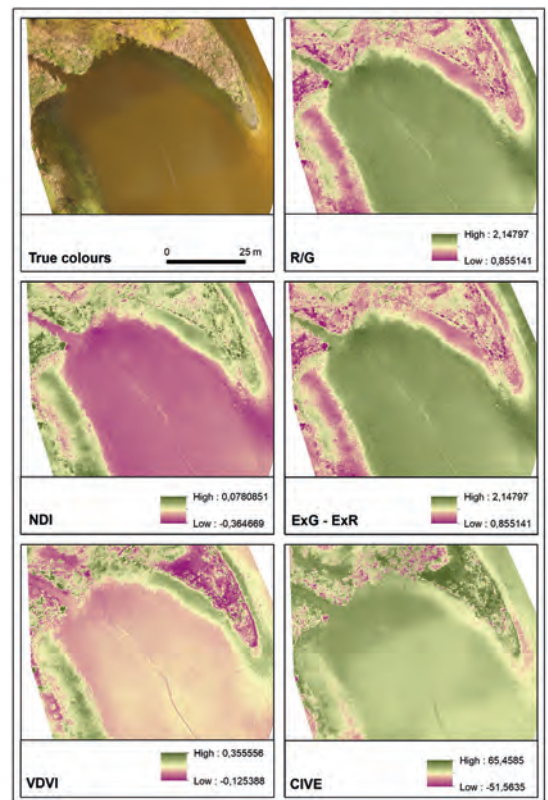 True colours
0 25 m
High : 2,14797
Low : 0,855141
R/G
High : 0,0780851
Low : -0,364669
NDI
High : 2,14797
Low : 0,855141
ExG - ExR
High : 0,355556
Low : -0,125388
VDVI
High : 65,4585
Low : -51,5635
CIVE